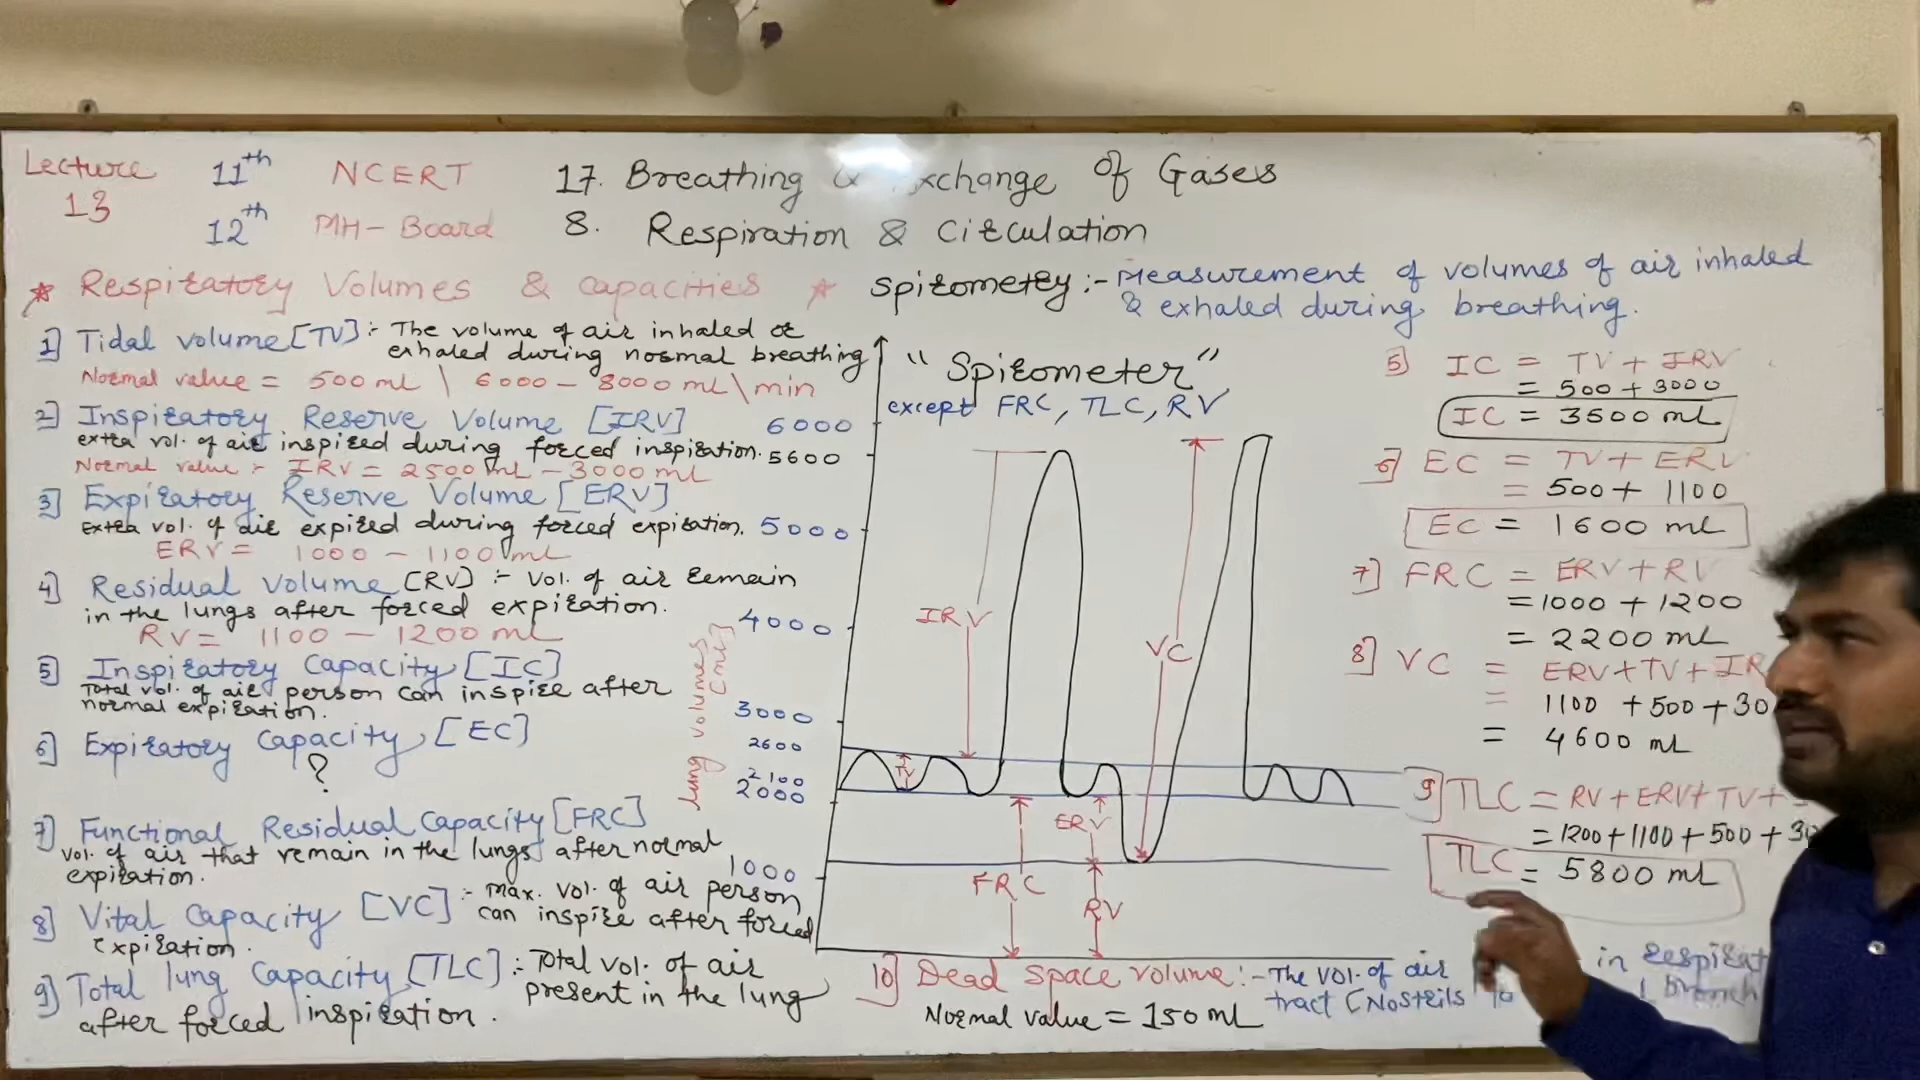 Lecture 13
11th NCERT 17. Breathing & Exchange of Gases
12th MH-Board 8. Respiration & Circulation
* Respiratory Volumes & capacities *
Spirometry :- Measurement of volumes of air inhaled
& exhaled during breathing.
1] Tidal volume [TV] :- The volume of air inhaled or
exhaled during normal breathing
Normal value = 500 ml \ 6000 - 8000 ml \ min
2] Inspiratory Reserve Volume [IRV]
extra vol. of air inspired during forced inspiration.
Normal value :- IRV = 2500 mL - 3000 mL
3] Expiratory Reserve Volume [ERV]
Extra vol. of air expired during forced expiration.
ERV = 1000 - 1100 mL
4] Residual volume [RV] :- Vol. of air remain
in the lungs after forced expiration.
RV = 1100 - 1200 mL
5] Inspiratory Capacity [IC]
Total vol. of air person can inspire after
normal expiration.
6] Expiratory Capacity [EC]
?
7] Functional Residual Capacity [FRC]
Vol. of air that remain in the lungs after normal
expiration.
8] Vital Capacity [VC] :- max. vol. of air person
can inspire after forced
expiration.
9] Total lung Capacity [TLC] :- Total vol. of air
present in the lung
after forced inspiration.
"Spirometer"
except FRC, TLC, RV
6000
5600
5000
4000
3000
2600
2100
2000
1000
lung volumes
(mL)
IRV
VC
TV
ERV
FRC
RV
5] IC = TV + IRV
= 500 + 3000
IC = 3500 mL
6] EC = TV + ERV
= 500 + 1100
EC = 1600 mL
7] FRC = ERV + RV
= 1000 + 1200
= 2200 mL
8] VC = ERV + TV + IR
= 1100 + 500 + 30
= 4600 mL
9] TLC = RV + ERV + TV +
= 1200 + 1100 + 500 + 30
TLC = 5800 mL
10] Dead space volume :- The vol. of air in respirat
tract [Nostrils to
Normal value = 150 mL